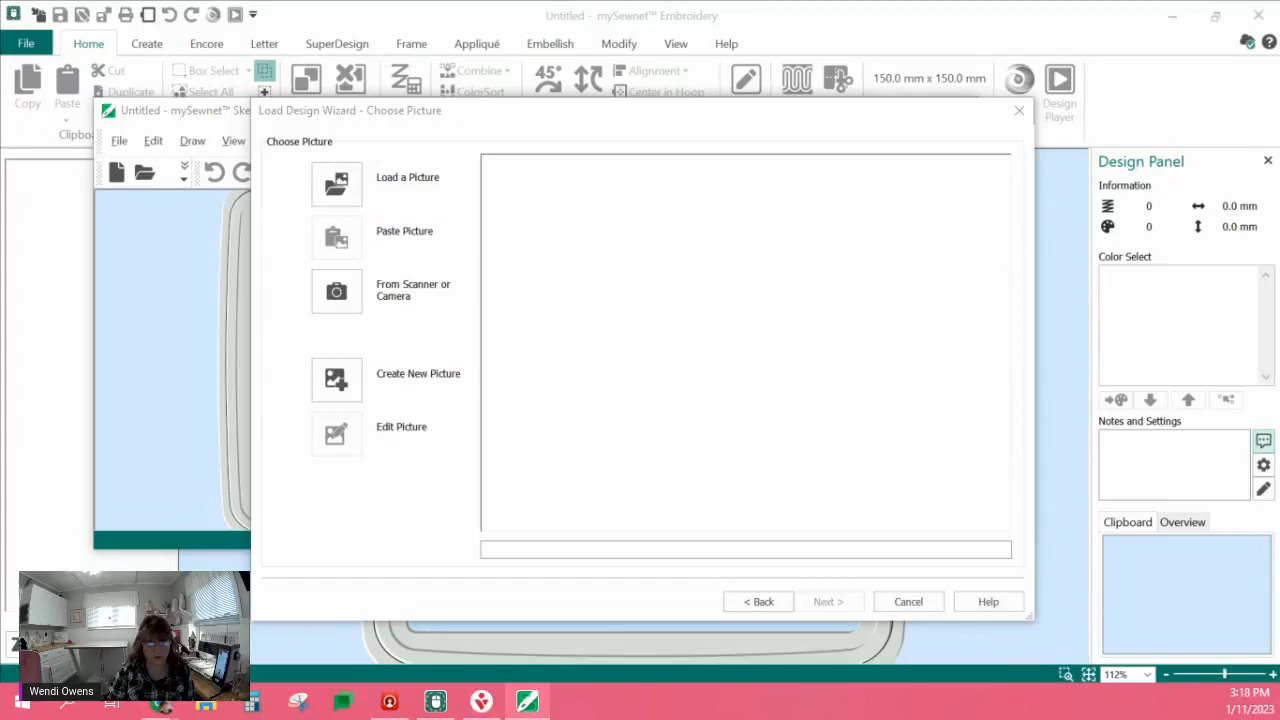 Untitled - mySewnet™ Embroidery
File Home Create Encore Letter SuperDesign Frame Appliqué Embellish Modify View Help
Copy Paste Cut Duplicate Box Select Select All Combine ColorSort 45° Alignment Center in Hoop 150.0 mm x 150.0 mm Design Player
Untitled - mySewnet™ Ske
File Edit Draw View
Load Design Wizard - Choose Picture
Choose Picture
Load a Picture
Paste Picture
From Scanner or
Camera
Create New Picture
Edit Picture
< Back Next > Cancel Help
Design Panel
Information
0 0.0 mm
0 0.0 mm
Color Select
Notes and Settings
Clipboard Overview
112%
Wendi Owens
3:18 PM
1/11/2023